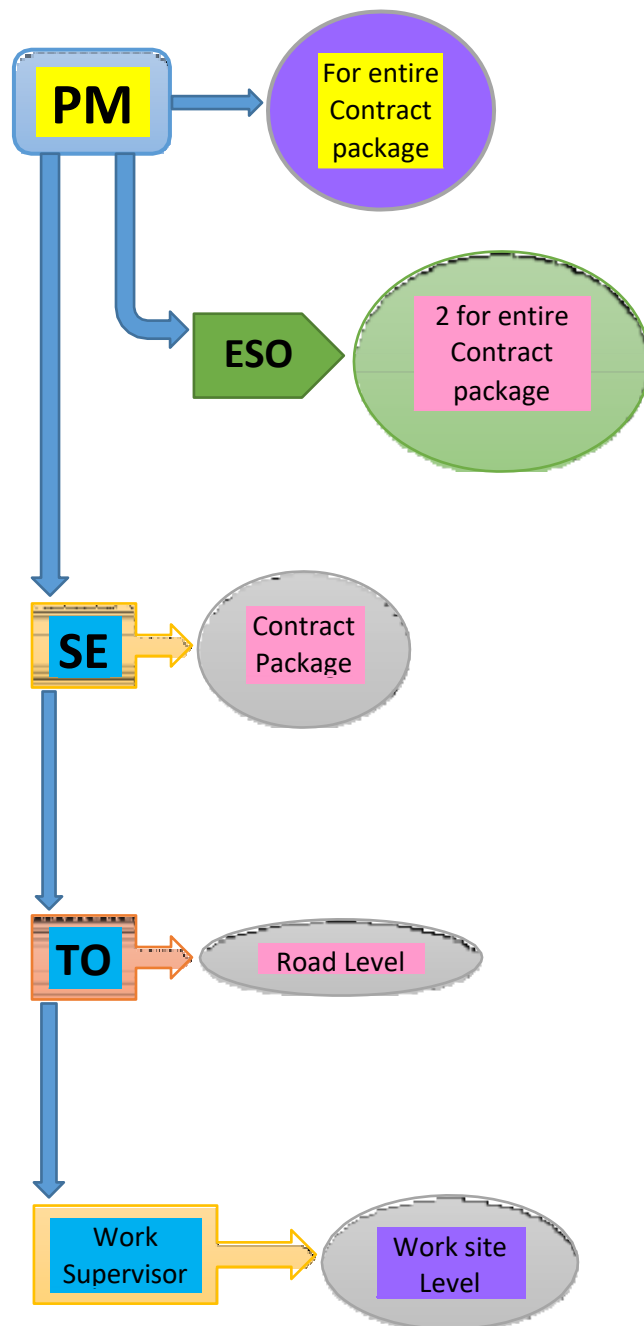 PM
For entire
Contract
package
ESO
2 for entire
Contract
package
SE
Contract
Package
TO
Road Level
Work
Supervisor
Work site
Level